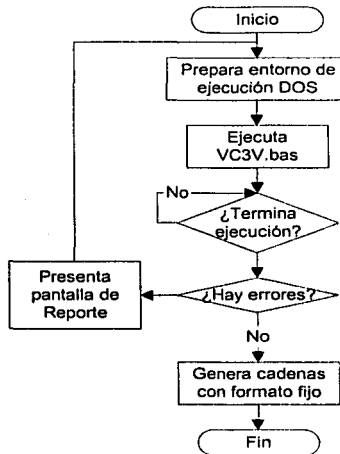 Inicio
Prepara entorno de
ejecución DOS
Ejecuta
VC3V.bas
No
¿Termina
ejecución?
Presenta
pantalla de
Reporte
¿Hay errores?
No
Genera cadenas
con formato fijo
Fin